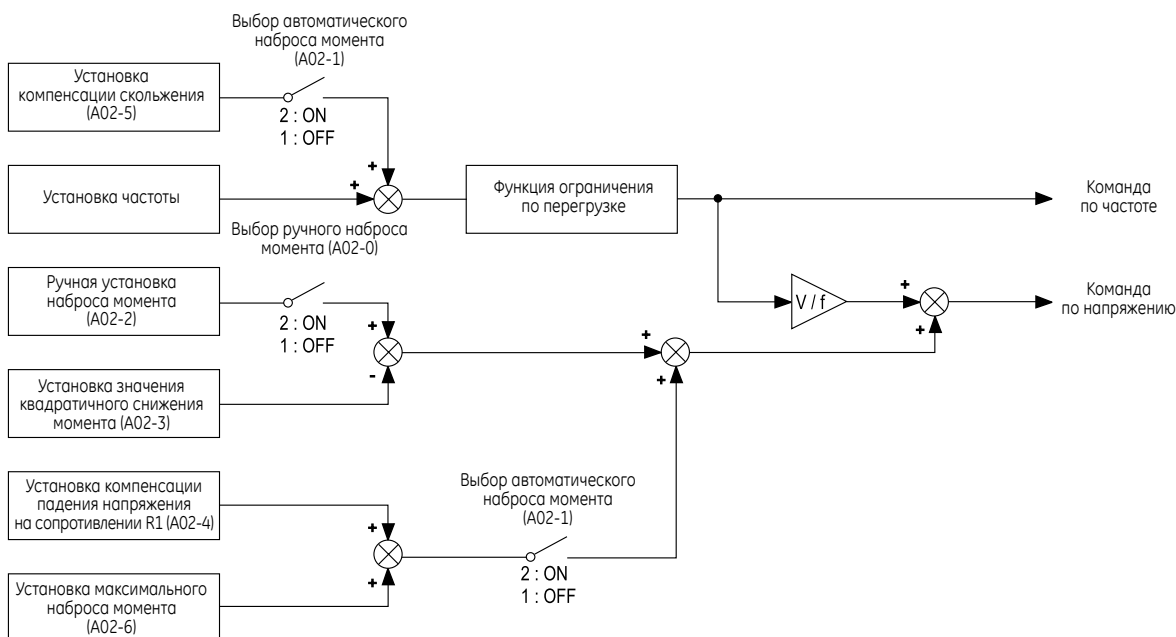 Выбор автоматического
наброса момента
(A02-1)
Установка
компенсации скольжения
(A02-5)
2 : ON
1 : OFF
+
Установка частоты
+
Функция ограничения
по перегрузке
Команда
по частоте
Выбор ручного наброса
момента (A02-0)
Ручная установка
наброса момента
(A02-2)
2 : ON
1 : OFF
+
-
V / f
+
+
Команда
по напряжению
+
+
Установка значения
квадратичного снижения
момента (A02-3)
Установка компенсации
падения напряжения
на сопротивлении R1 (A02-4)
+
+
Выбор автоматического
наброса момента
(A02-1)
2 : ON
1 : OFF
Установка максимального
наброса момента
(A02-6)